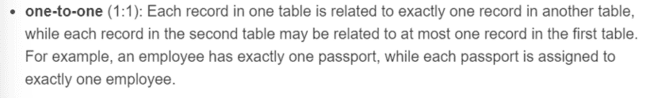 • one-to-one (1:1): Each record in one table is related to exactly one record in another table,
while each record in the second table may be related to at most one record in the first table.
For example, an employee has exactly one passport, while each passport is assigned to
exactly one employee.